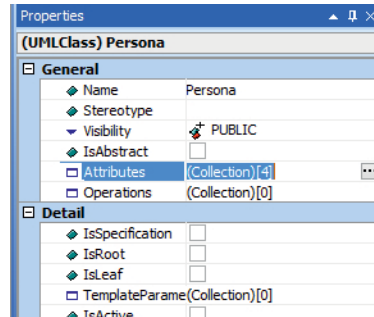 Properties
(UMLClass) Persona
General
Name Persona
Stereotype
Visibility PUBLIC
IsAbstract
Attributes (Collection)[4] ...
Operations (Collection)[0]
Detail
IsSpecification
IsRoot
IsLeaf
TemplateParame(Collection)[0]
IsActive